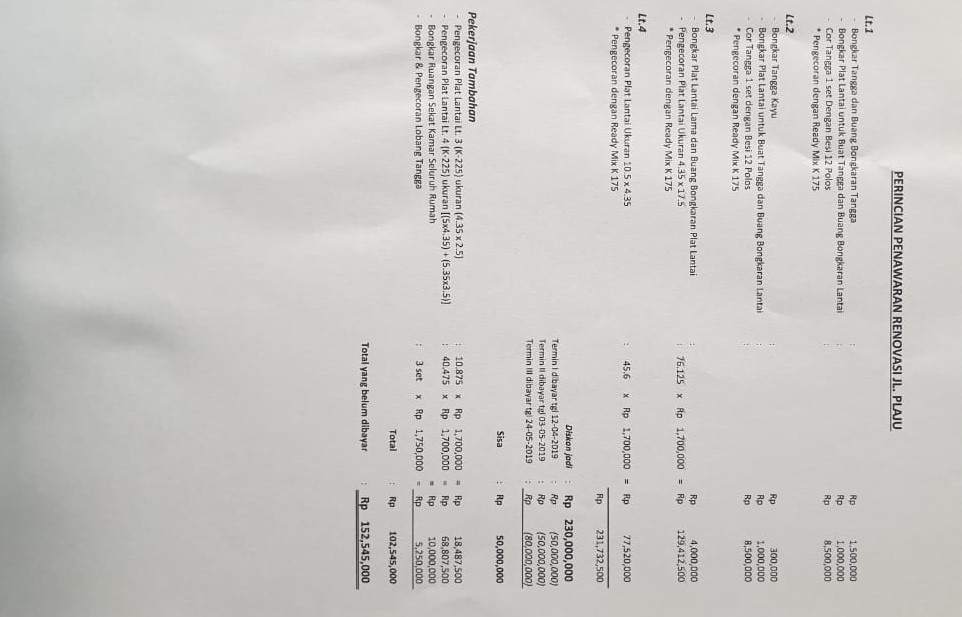 PERINCIAN PENAWARAN RENOVASI JL. PLAJU
Lt.1
- Bongkar Tangga dan Buang Bongkaran Tangga : Rp 1,500,000
- Bongkar Plat Lantai untuk Buat Tangga dan Buang Bongkaran Lantai : Rp 1,000,000
- Cor Tangga 1 set Dengan Besi 12 Polos : Rp 8,500,000
* Pengecoran dengan Ready Mix K 175
Lt.2
- Bongkar Tangga Kayu : Rp 300,000
- Bongkar Plat Lantai untuk Buat Tangga dan Buang Bongkaran Lantai : Rp 1,000,000
- Cor Tangga 1 set dengan Besi 12 Polos : Rp 8,500,000
* Pengecoran dengan Ready Mix K 175
Lt.3
- Bongkar Plat Lantai Lama dan Buang Bongkaran Plat Lantai : Rp 4,000,000
- Pengecoran Plat Lantai Ukuran 4.35 x 17.5 : 76.125 x Rp 1,700,000 = Rp 129,412,500
* Pengecoran dengan Ready Mix K 175
Lt.4
- Pengecoran Plat Lantai Ukuran 10.5 x 4.35 : 45.6 x Rp 1,700,000 = Rp 77,520,000
* Pengecoran dengan Ready Mix K 175
Rp 231,732,500
Diskon jadi : Rp 230,000,000
Termin I dibayar tgl 12-04-2019 : Rp (50,000,000)
Termin II dibayar tgl 03-05-2019 : Rp (50,000,000)
Termin III dibayar tgl 24-05-2019 : Rp (80,000,000)
Sisa : Rp 50,000,000
Pekerjaan Tambahan
- Pengecoran Plat Lantai Lt. 3 (K-225) ukuran (4.35 x 2.5) : 10.875 x Rp 1,700,000 = Rp 18,487,500
- Pengecoran Plat Lantai Lt. 4 (K-225) ukuran [(5x4.35) + (5.35x3.5)] : 40.475 x Rp 1,700,000 = Rp 68,807,500
- Bongkar Ruangan Sekat Kamar Seluruh Rumah = Rp 10,000,000
- Bongkar & Pengecoran Lobang Tangga : 3 set x Rp 1,750,000 = Rp 5,250,000
Total : Rp 102,545,000
Total yang belum dibayar : Rp 152,545,000